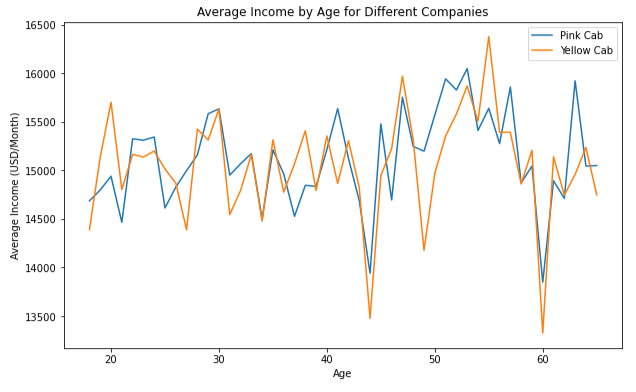 Average Income by Age for Different Companies
Pink Cab
Yellow Cab
Average Income (USD/Month)
16500
16000
15500
15000
14500
14000
13500
20
30
40
50
60
Age